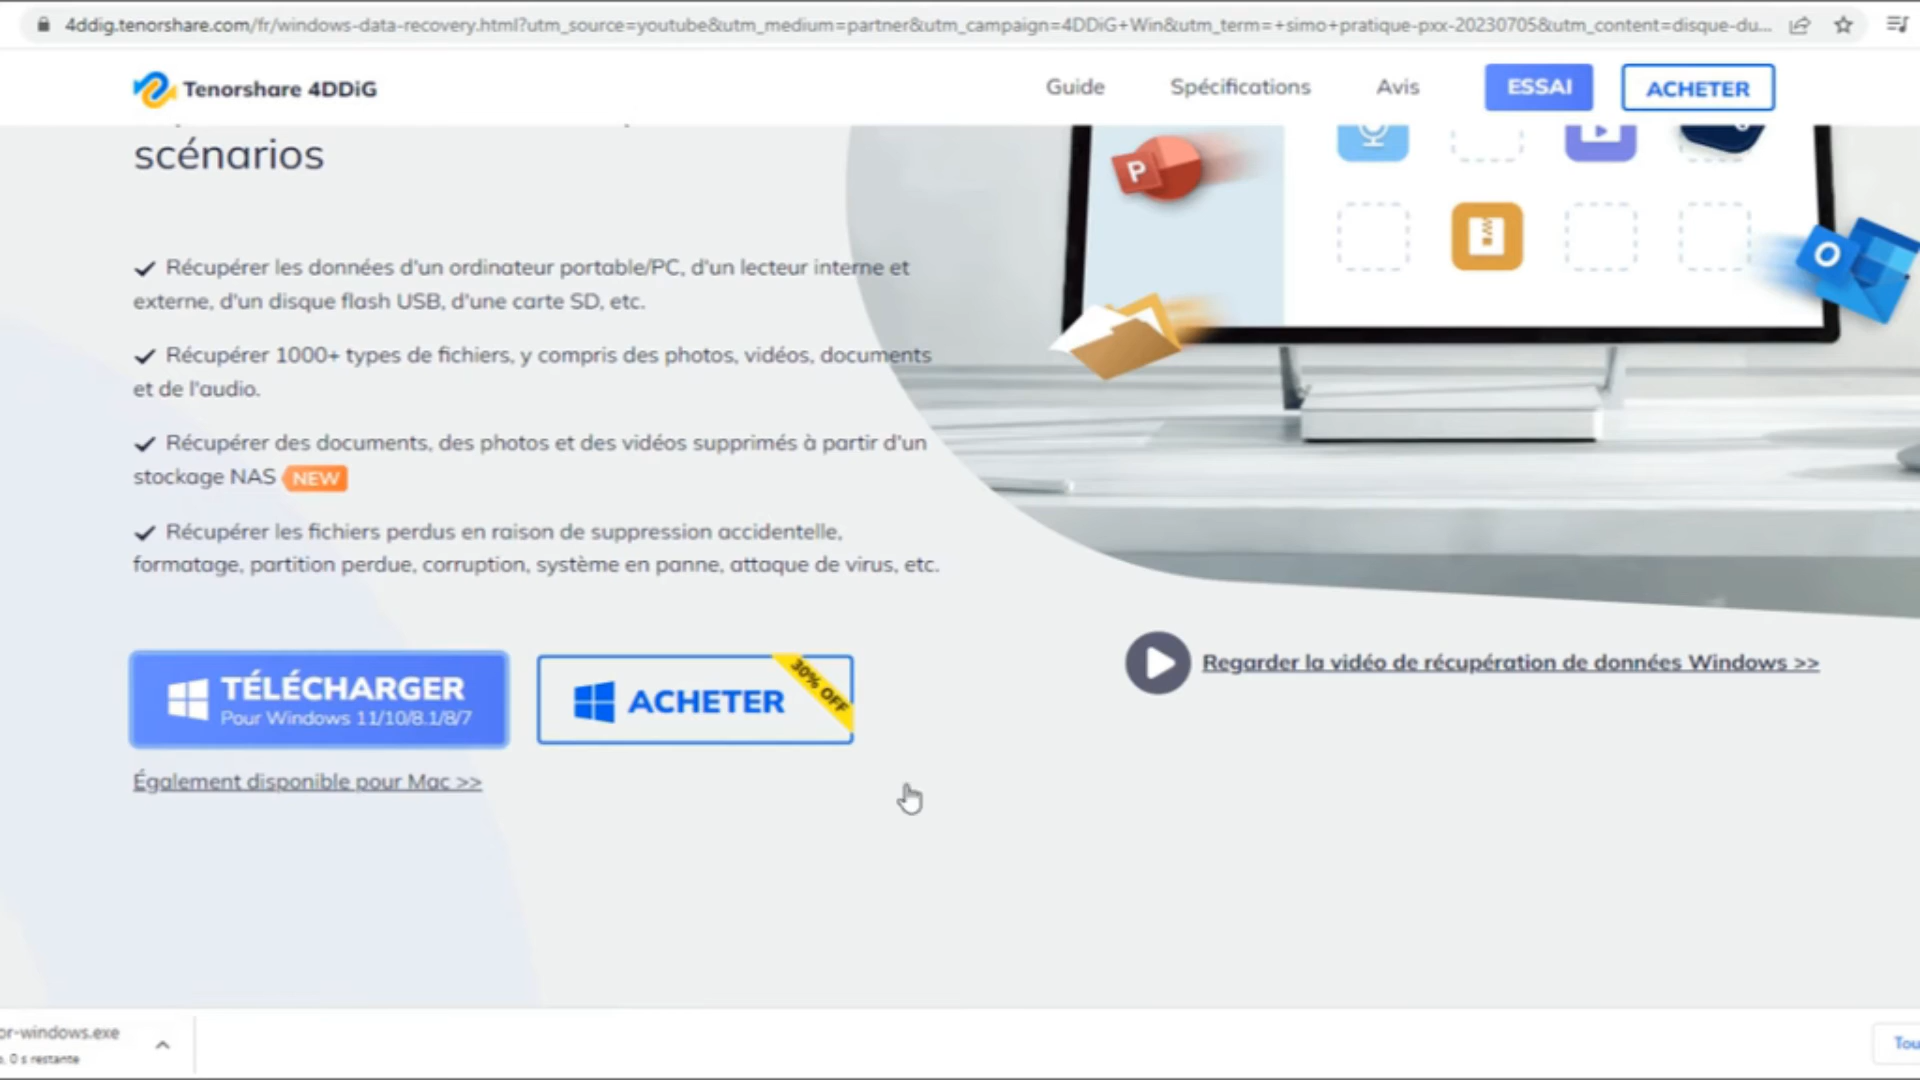 4ddig.tenorshare.com/fr/windows-data-recovery.html?utm_source=youtube&utm_medium=partner&utm_campaign=4DDiG+Win&utm_term=+simo+pratique-pxx-20230705&utm_content=disque-du...
Tenorshare 4DDiG
Guide
Spécifications
Avis
ESSAI
ACHETER
scénarios
Récupérer les données d'un ordinateur portable/PC, d'un lecteur interne et
externe, d'un disque flash USB, d'une carte SD, etc.
Récupérer 1000+ types de fichiers, y compris des photos, vidéos, documents
et de l'audio.
Récupérer des documents, des photos et des vidéos supprimés à partir d'un
stockage NAS NEW
Récupérer les fichiers perdus en raison de suppression accidentelle,
formatage, partition perdue, corruption, système en panne, attaque de virus, etc.
P
O
TÉLÉCHARGER
Pour Windows 11/10/8.1/8/7
ACHETER
30% OFF
Regarder la vidéo de récupération de données Windows >>
Également disponible pour Mac >>
or-windows.exe
0 s restante
Tou